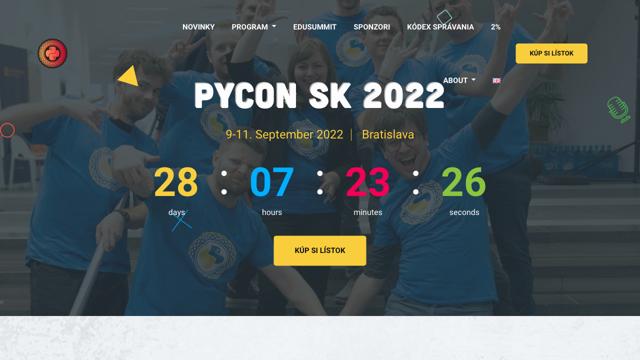 NOVINKY PROGRAM EDUSUMMIT SPONZORI KÓDEX SPRÁVANIA 2%
KÚP SI LÍSTOK
ABOUT
PYCON SK 2022
9-11. September 2022 | Bratislava
28 : 07 : 23 : 26
days hours minutes seconds
KÚP SI LÍSTOK